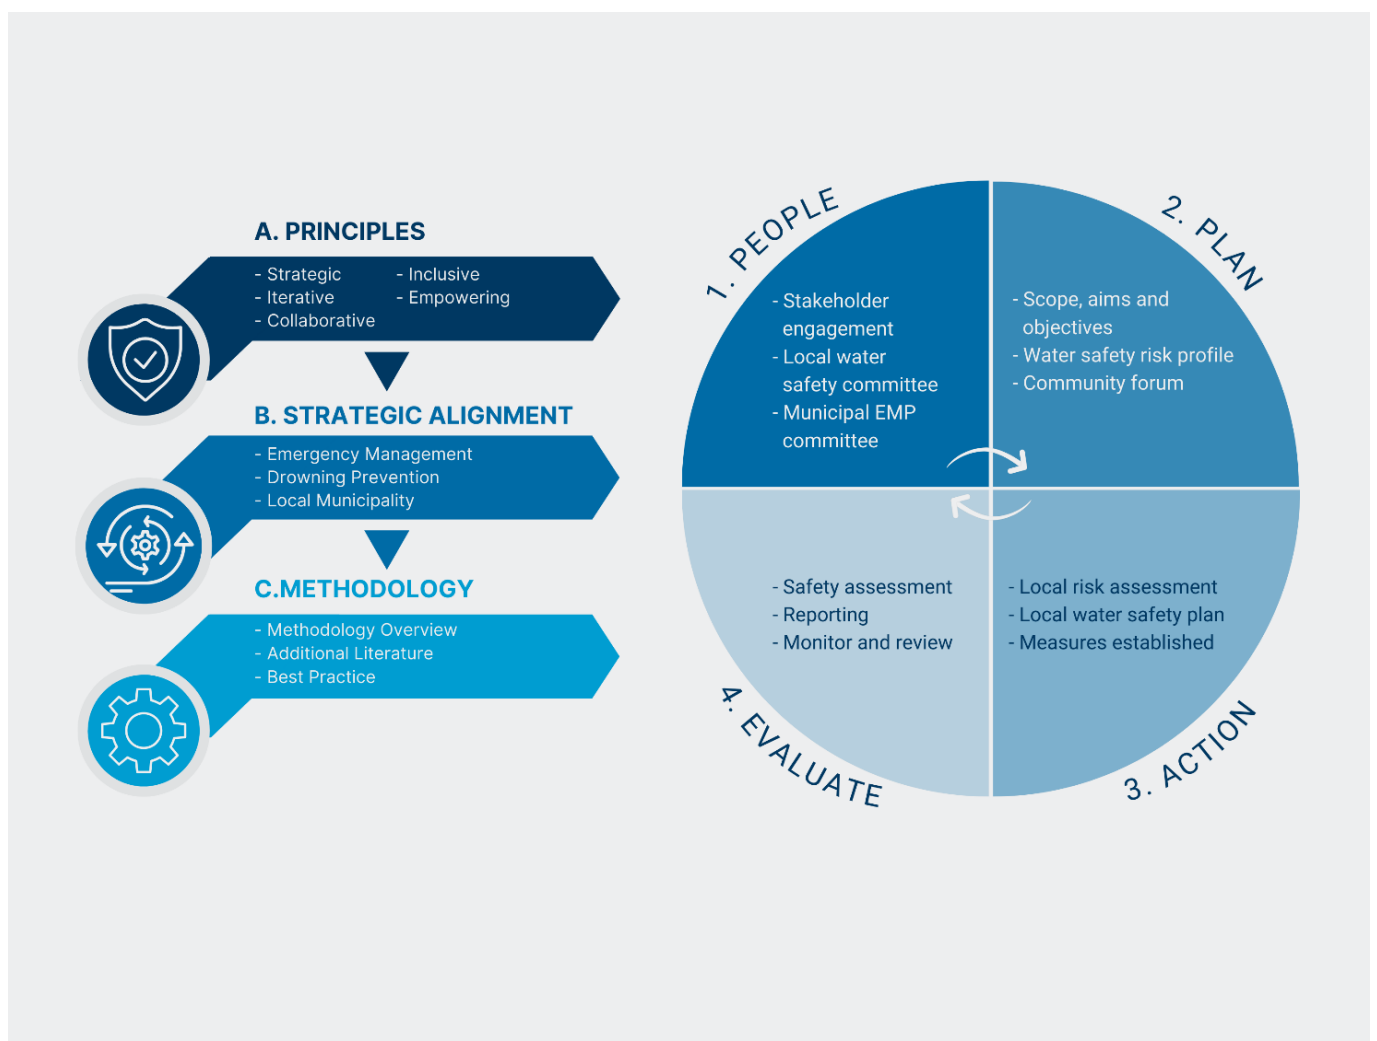 A. PRINCIPLES
- Strategic
- Iterative
- Collaborative
- Inclusive
- Empowering
B. STRATEGIC ALIGNMENT
- Emergency Management
- Drowning Prevention
- Local Municipality
C.METHODOLOGY
- Methodology Overview
- Additional Literature
- Best Practice
1. PEOPLE
- Stakeholder
engagement
- Local water
safety committee
- Municipal EMP
committee
2. PLAN
- Scope, aims and
objectives
- Water safety risk profile
- Community forum
3. ACTION
- Local risk assessment
- Local water safety plan
- Measures established
4. EVALUATE
- Safety assessment
- Reporting
- Monitor and review